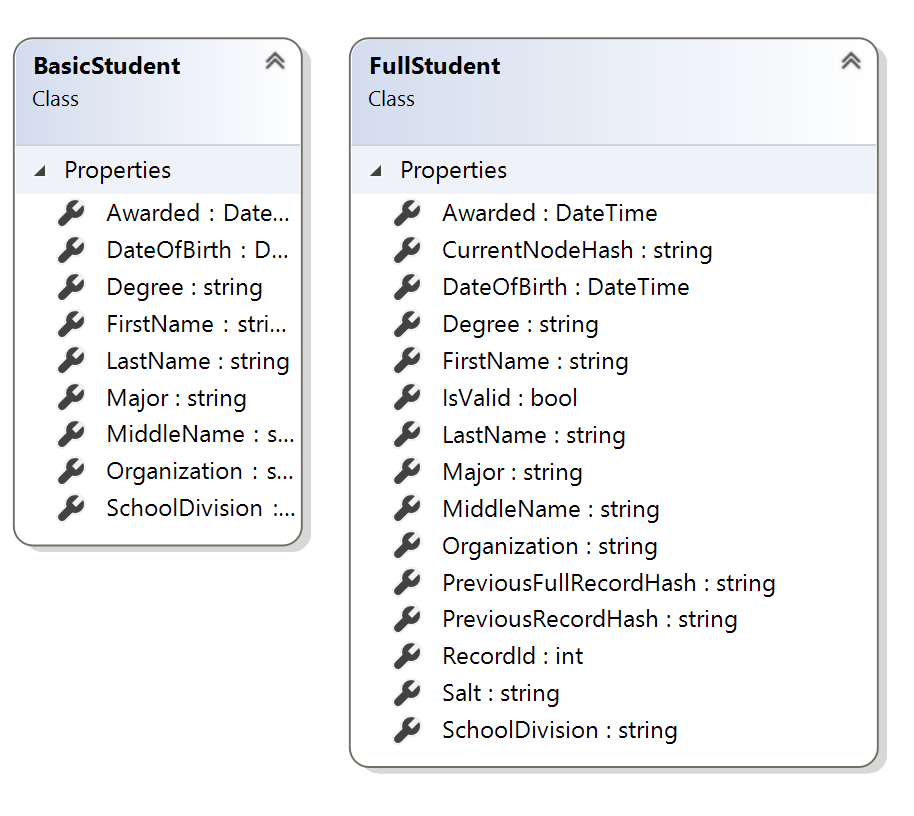 BasicStudent
Class
Properties
Awarded : Date...
DateOfBirth : D...
Degree : string
FirstName : stri...
LastName : string
Major : string
MiddleName : s...
Organization : s...
SchoolDivision :...
FullStudent
Class
Properties
Awarded : DateTime
CurrentNodeHash : string
DateOfBirth : DateTime
Degree : string
FirstName : string
IsValid : bool
LastName : string
Major : string
MiddleName : string
Organization : string
PreviousFullRecordHash : string
PreviousRecordHash : string
RecordId : int
Salt : string
SchoolDivision : string